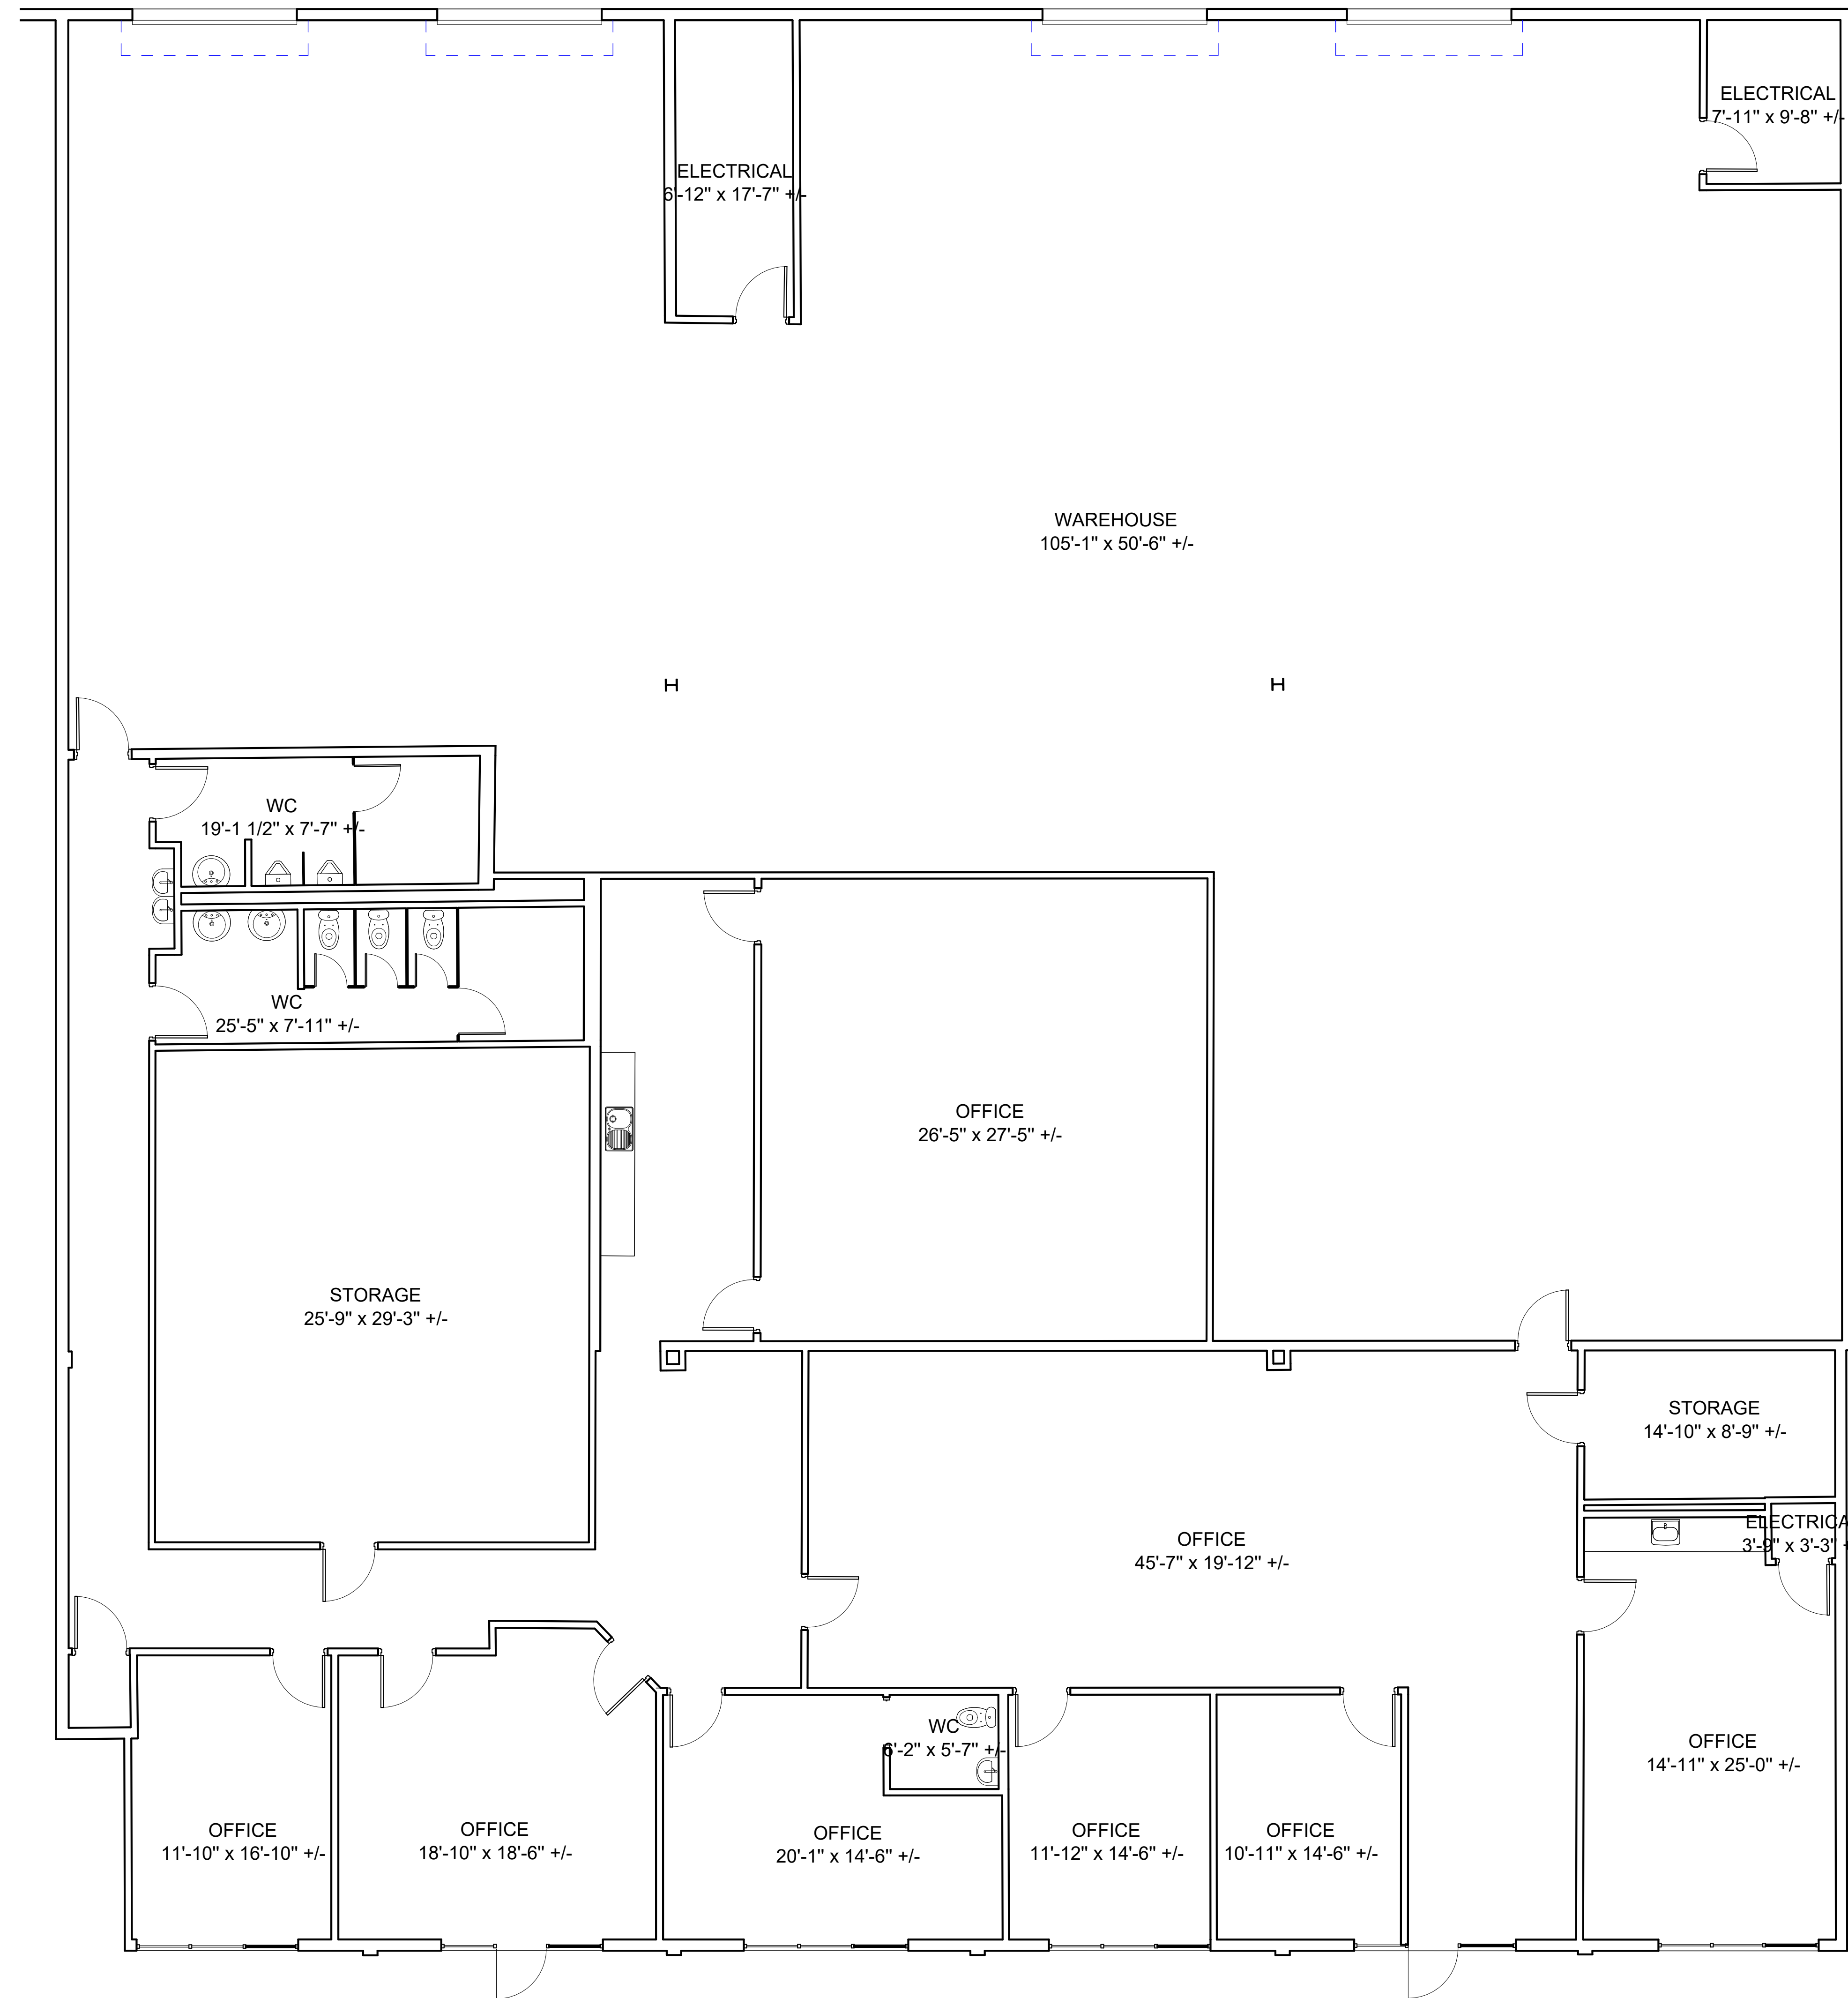 ELECTRICAL
7'-11" x 9'-8" +/-
ELECTRICAL
6'-12" x 17'-7" +/-
WAREHOUSE
105'-1" x 50'-6" +/-
WC
19'-1 1/2" x 7'-7" +/-
WC
25'-5" x 7'-11" +/-
OFFICE
26'-5" x 27'-5" +/-
STORAGE
25'-9" x 29'-3" +/-
STORAGE
14'-10" x 8'-9" +/-
ELECTRICA
3'-9" x 3'-3" +
OFFICE
45'-7" x 19'-12" +/-
WC
6'-2" x 5'-7" +/-
OFFICE
14'-11" x 25'-0" +/-
OFFICE
11'-10" x 16'-10" +/-
OFFICE
18'-10" x 18'-6" +/-
OFFICE
20'-1" x 14'-6" +/-
OFFICE
11'-12" x 14'-6" +/-
OFFICE
10'-11" x 14'-6" +/-